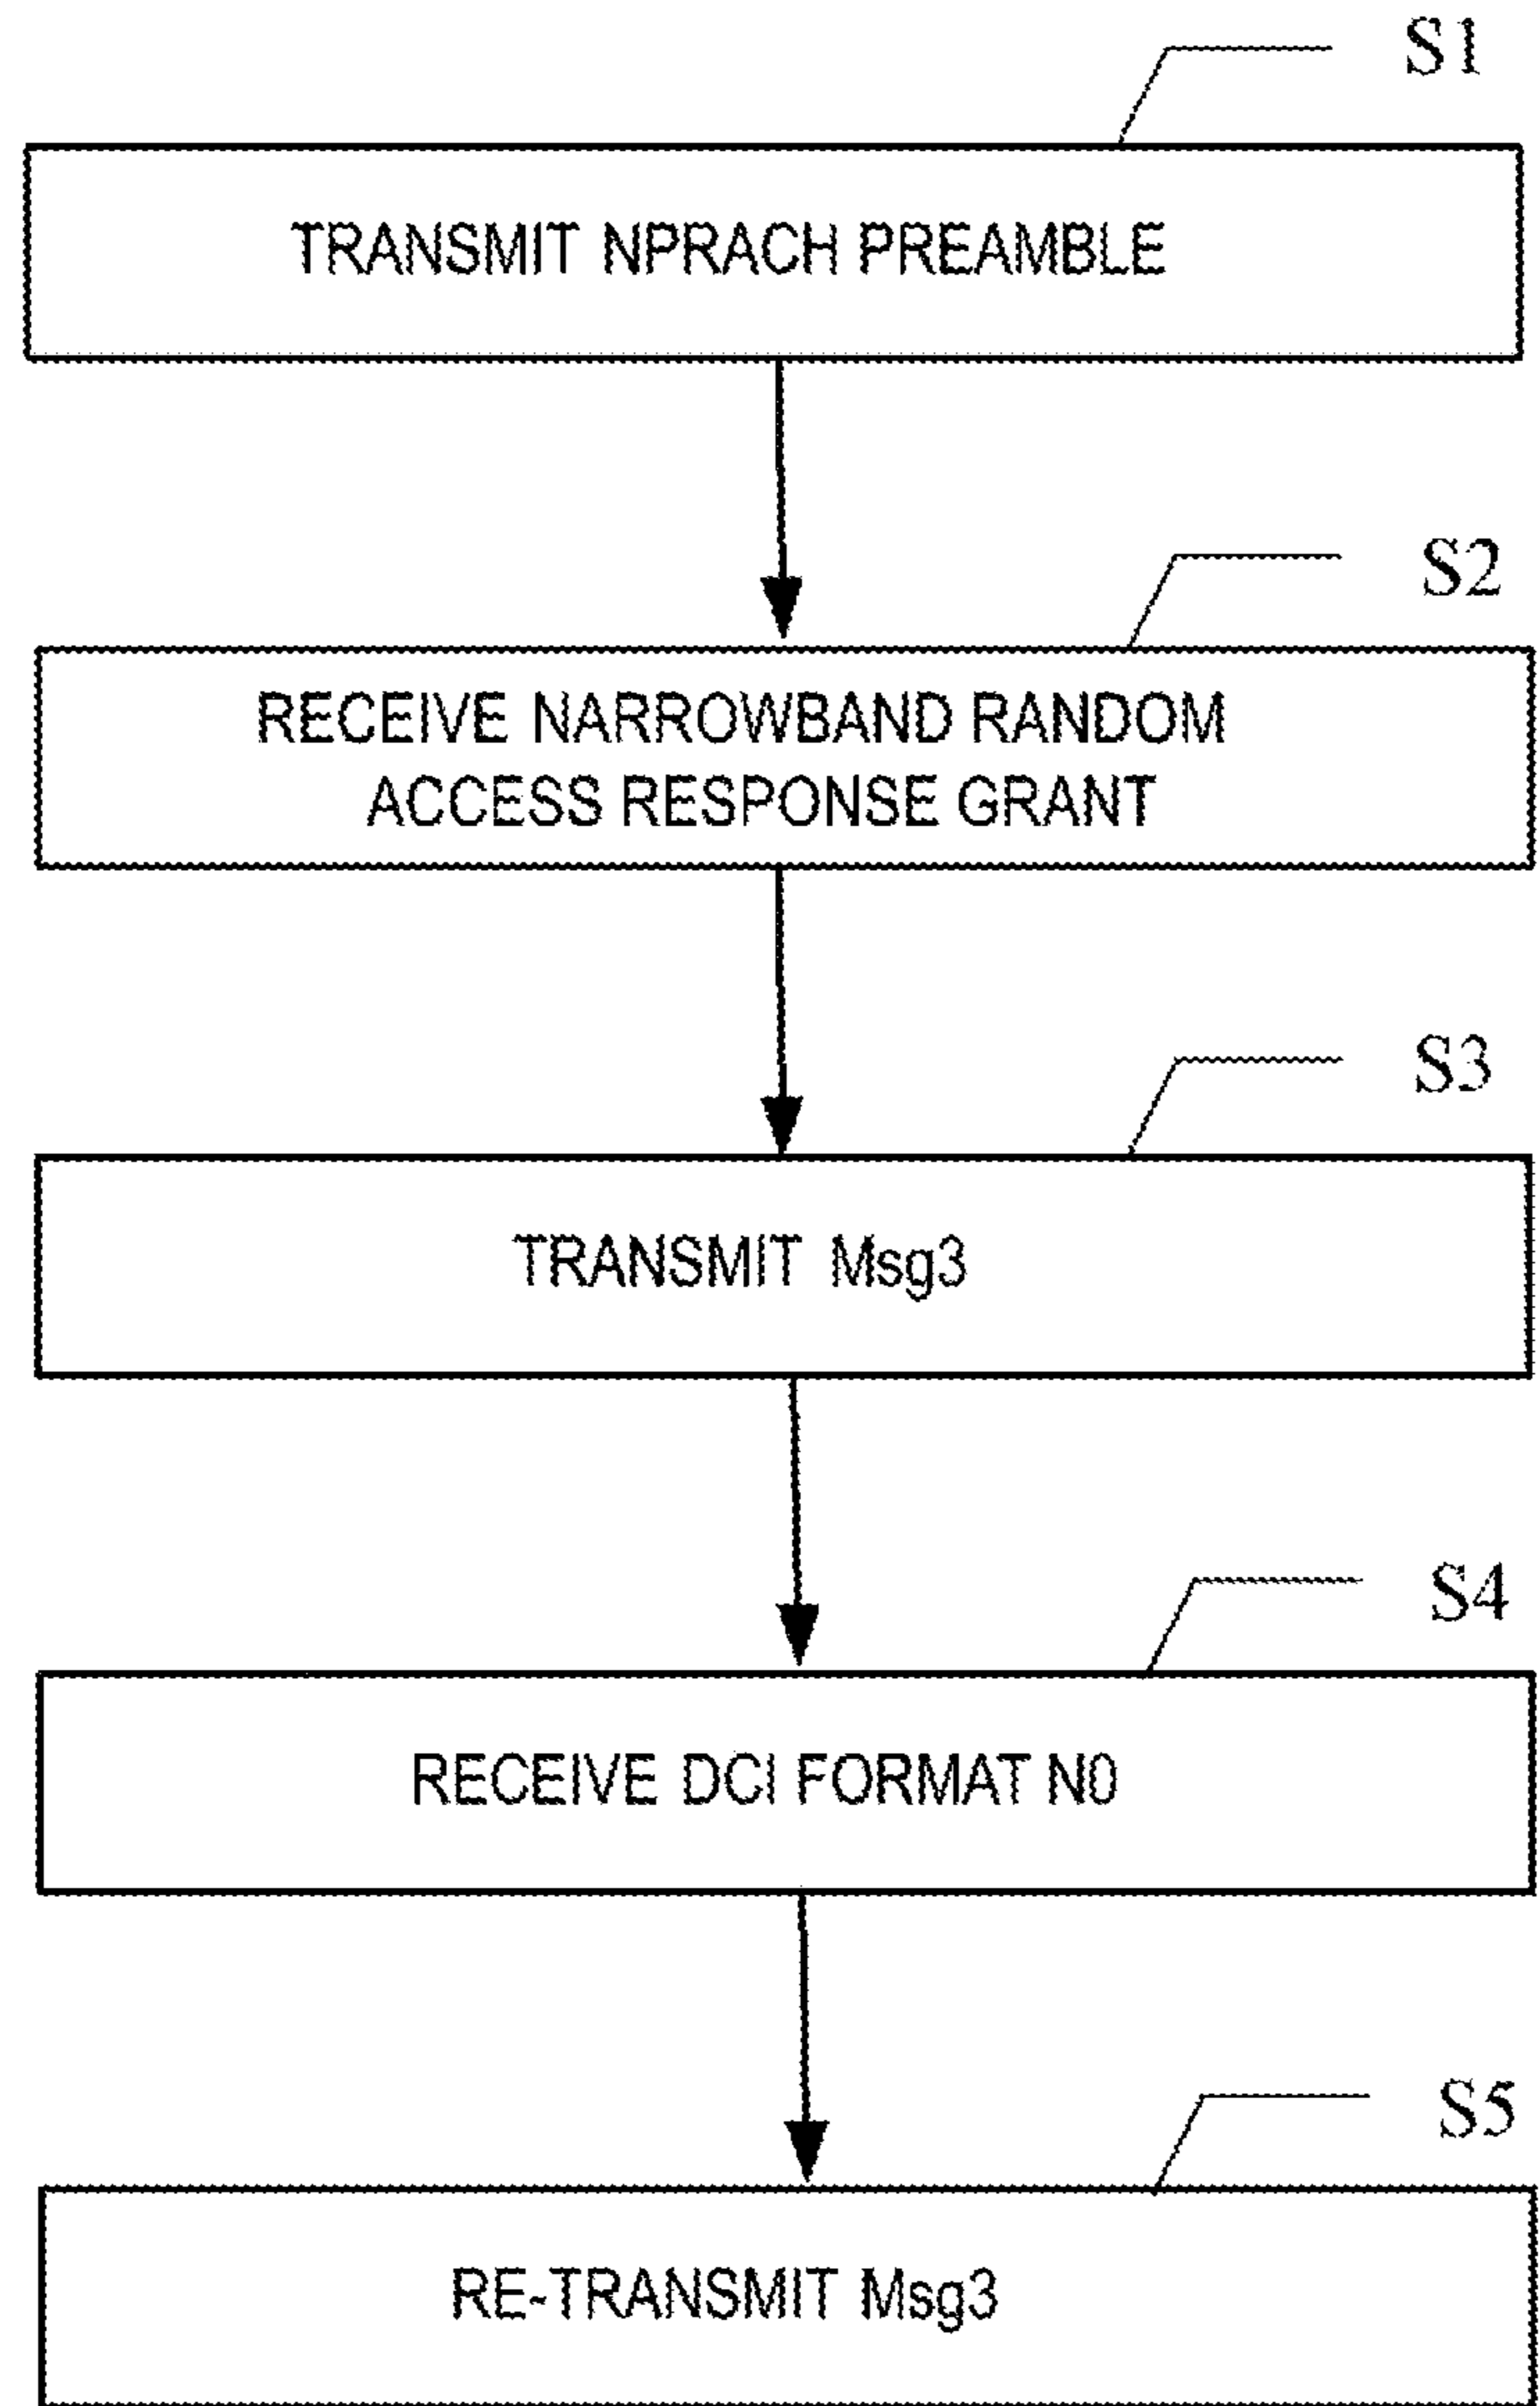 S1
TRANSMIT NPRACH PREAMBLE
S2
RECEIVE NARROWBAND RANDOM
ACCESS RESPONSE GRANT
S3
TRANSMIT Msg3
S4
RECEIVE DCI FORMAT N0
S5
RE-TRANSMIT Msg3